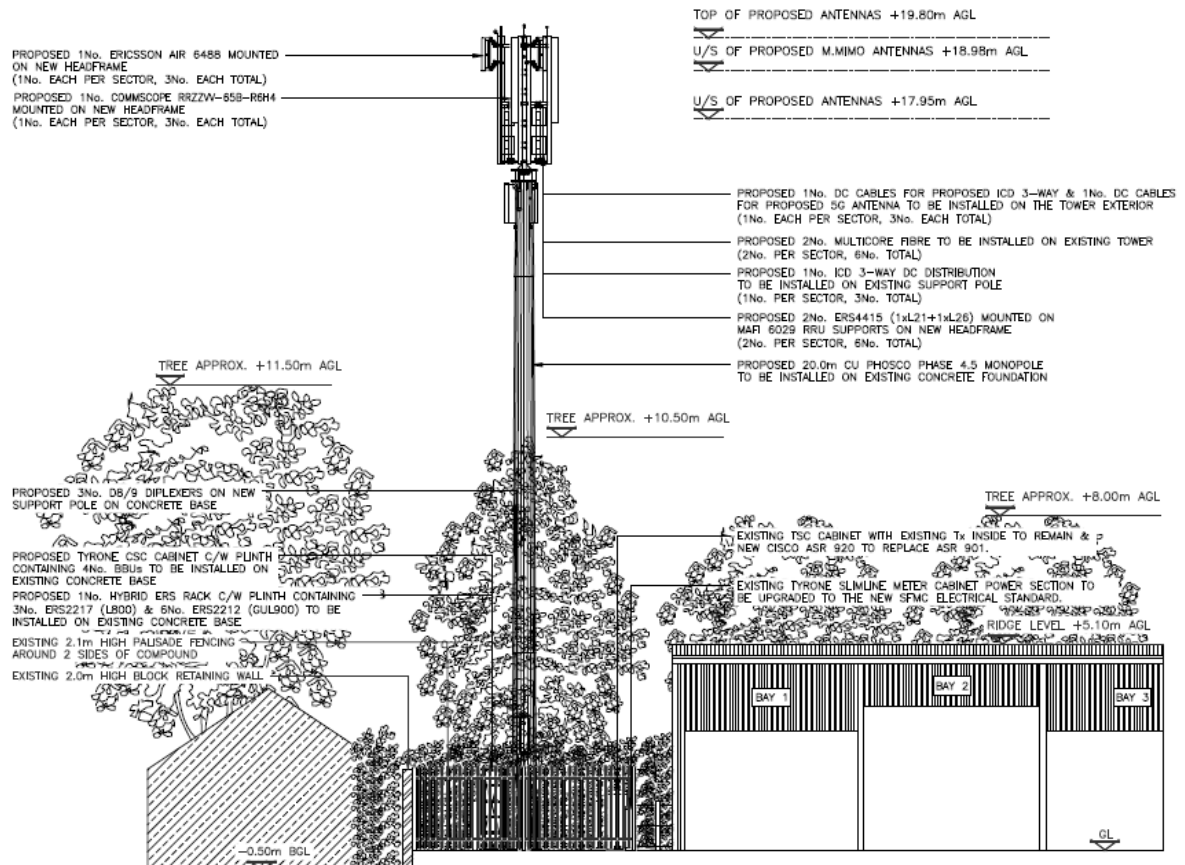 TOP OF PROPOSED ANTENNAS +19.80m AGL
U/S OF PROPOSED M.MIMO ANTENNAS +18.98m AGL
U/S OF PROPOSED ANTENNAS +17.95m AGL
PROPOSED 1No. ERICSSON AIR 6488 MOUNTED
ON NEW HEADFRAME
(1No. EACH PER SECTOR, 3No. EACH TOTAL)
PROPOSED 1No. COMMSCOPE RRZZVV-65B-R6H4
MOUNTED ON NEW HEADFRAME
(1No. EACH PER SECTOR, 3No. EACH TOTAL)
PROPOSED 1No. DC CABLES FOR PROPOSED ICD 3-WAY & 1No. DC CABLES
FOR PROPOSED 5G ANTENNA TO BE INSTALLED ON THE TOWER EXTERIOR
(1No. EACH PER SECTOR, 3No. EACH TOTAL)
PROPOSED 2No. MULTICORE FIBRE TO BE INSTALLED ON EXISTING TOWER
(2No. PER SECTOR, 6No. TOTAL)
PROPOSED 1No. ICD 3-WAY DC DISTRIBUTION
TO BE INSTALLED ON EXISTING SUPPORT POLE
(1No. PER SECTOR, 3No. TOTAL)
PROPOSED 2No. ERS4415 (1xL21+1xL26) MOUNTED ON
MAFI 6029 RRU SUPPORTS ON NEW HEADFRAME
(2No. PER SECTOR, 6No. TOTAL)
PROPOSED 20.0m CU PHOSCO PHASE 4.5 MONOPOLE
TO BE INSTALLED ON EXISTING CONCRETE FOUNDATION
TREE APPROX. +11.50m AGL
TREE APPROX. +10.50m AGL
TREE APPROX. +8.00m AGL
PROPOSED 3No. D8/9 DIPLEXERS ON NEW
SUPPORT POLE ON CONCRETE BASE
PROPOSED TYRONE CSC CABINET C/W PLINTH
CONTAINING 4No. BBUs TO BE INSTALLED ON
EXISTING CONCRETE BASE
PROPOSED 1No. HYBRID ERS RACK C/W PLINTH CONTAINING
3No. ERS2217 (L800) & 6No. ERS2212 (GUL900) TO BE
INSTALLED ON EXISTING CONCRETE BASE
EXISTING 2.1m HIGH PALISADE FENCING
AROUND 2 SIDES OF COMPOUND
EXISTING 2.0m HIGH BLOCK RETAINING WALL
EXISTING TSC CABINET WITH EXISTING Tx INSIDE TO REMAIN &
NEW CISCO ASR 920 TO REPLACE ASR 901.
EXISTING TYRONE SLIMLINE METER CABINET POWER SECTION TO
BE UPGRADED TO THE NEW SFMC ELECTRICAL STANDARD.
RIDGE LEVEL +5.10m AGL
BAY 1
BAY 2
BAY 3
GL
-0.50m BGL